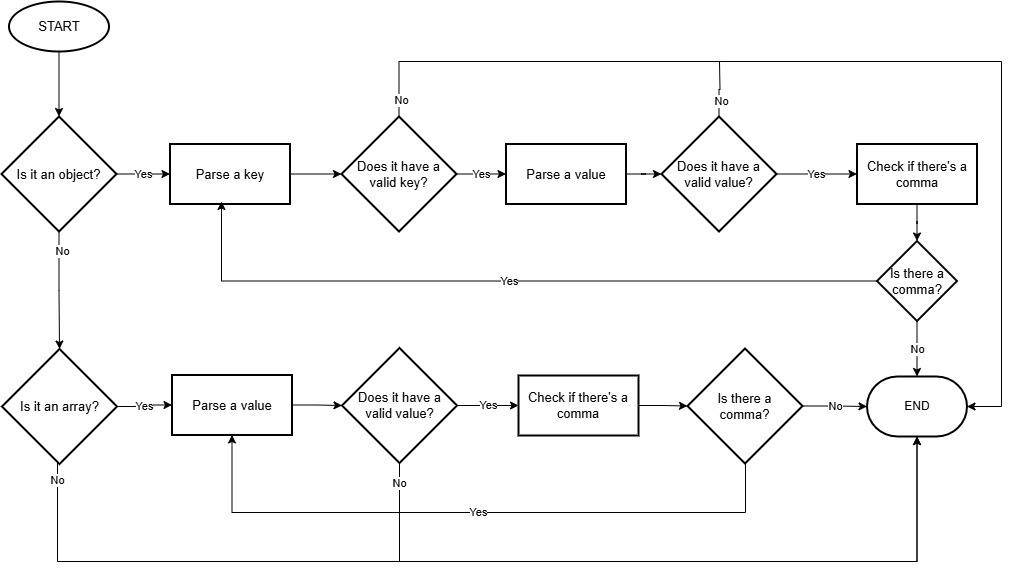 START
No
No
Is it an object?
Yes
Parse a key
Does it have a
valid key?
Yes
Parse a value
Does it have a
valid value?
Yes
Check if there's a
comma
No
Yes
Is there a
comma?
No
Is it an array?
Yes
Parse a value
Does it have a
valid value?
Yes
Check if there's a
comma
Is there a
comma?
No
END
No
No
Yes